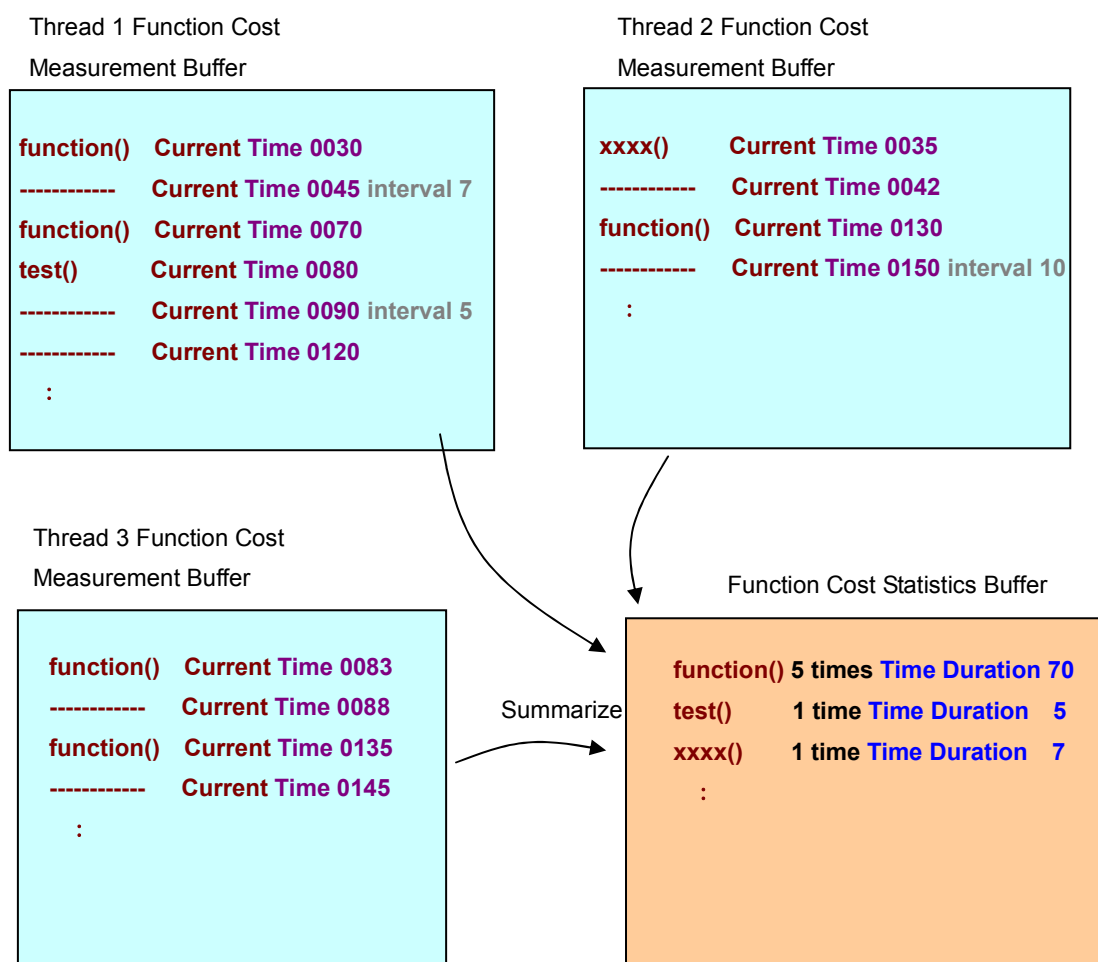 Thread 1 Function Cost
Measurement Buffer
function() Current Time 0030
------------ Current Time 0045 interval 7
function() Current Time 0070
test() Current Time 0080
------------ Current Time 0090 interval 5
------------ Current Time 0120
:
Thread 2 Function Cost
Measurement Buffer
xxxx() Current Time 0035
------------ Current Time 0042
function() Current Time 0130
------------ Current Time 0150 interval 10
:
Thread 3 Function Cost
Measurement Buffer
function() Current Time 0083
------------ Current Time 0088
function() Current Time 0135
------------ Current Time 0145
:
Summarize
Function Cost Statistics Buffer
function() 5 times Time Duration 70
test() 1 time Time Duration 5
xxxx() 1 time Time Duration 7
: